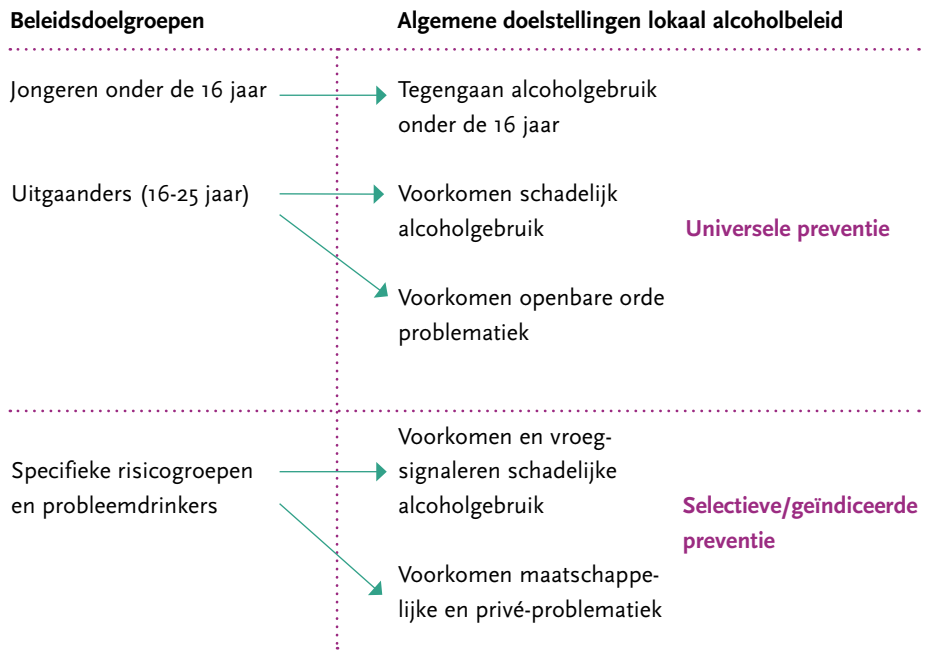 Beleidsdoelgroepen
Algemene doelstellingen lokaal alcoholbeleid
Jongeren onder de 16 jaar
Tegengaan alcoholgebruik
onder de 16 jaar
Uitgaanders (16-25 jaar)
Voorkomen schadelijk
alcoholgebruik
Universele preventie
Voorkomen openbare orde
problematiek
Specifieke risicogroepen
en probleemdrinkers
Voorkomen en vroeg-
signaleren schadelijke
alcoholgebruik
Selectieve/geïndiceerde
preventie
Voorkomen maatschappe-
lijke en privé-problematiek